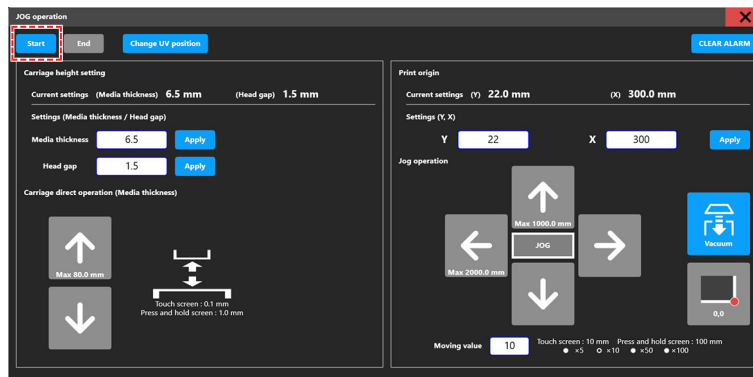 JOG operation
Start End Change UV position CLEAR ALARM
Carriage height setting
Current settings (Media thickness) 6.5 mm (Head gap) 1.5 mm
Settings (Media thickness / Head gap)
Media thickness 6.5 Apply
Head gap 1.5 Apply
Carriage direct operation (Media thickness)
Max 80.0 mm
Touch screen : 0.1 mm
Press and hold screen : 1.0 mm
Print origin
Current settings (Y) 22.0 mm (X) 300.0 mm
Settings (Y, X)
Y 22 X 300 Apply
Jog operation
Max 1000.0 mm
JOG
Max 2000.0 mm
Vacuum
0,0
Moving value 10 Touch screen : 10 mm Press and hold screen : 100 mm
×5 ×10 ×50 ×100